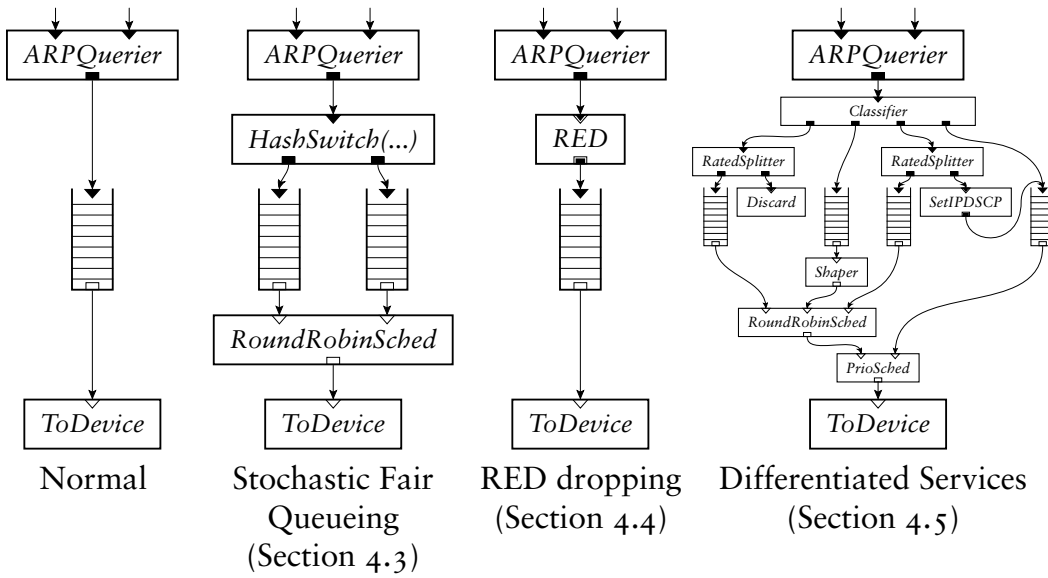 ARPQuerier
ToDevice
Normal
ARPQuerier
HashSwitch(...)
RoundRobinSched
ToDevice
Stochastic Fair
Queueing
(Section 4.3)
ARPQuerier
RED
ToDevice
RED dropping
(Section 4.4)
ARPQuerier
Classifier
RatedSplitter
RatedSplitter
Discard
SetIPDSCP
Shaper
RoundRobinSched
PrioSched
ToDevice
Differentiated Services
(Section 4.5)